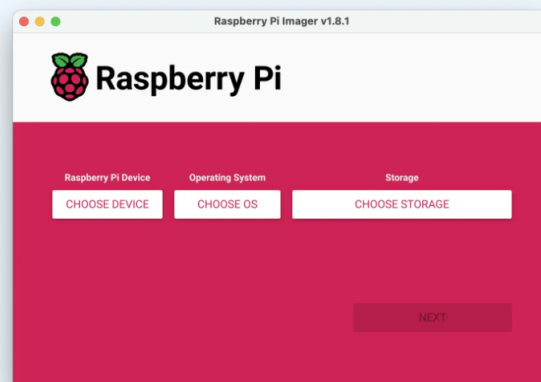 Raspberry Pi Imager v1.8.1
Raspberry Pi
Raspberry Pi Device Operating System Storage
CHOOSE DEVICE CHOOSE OS CHOOSE STORAGE
NEXT